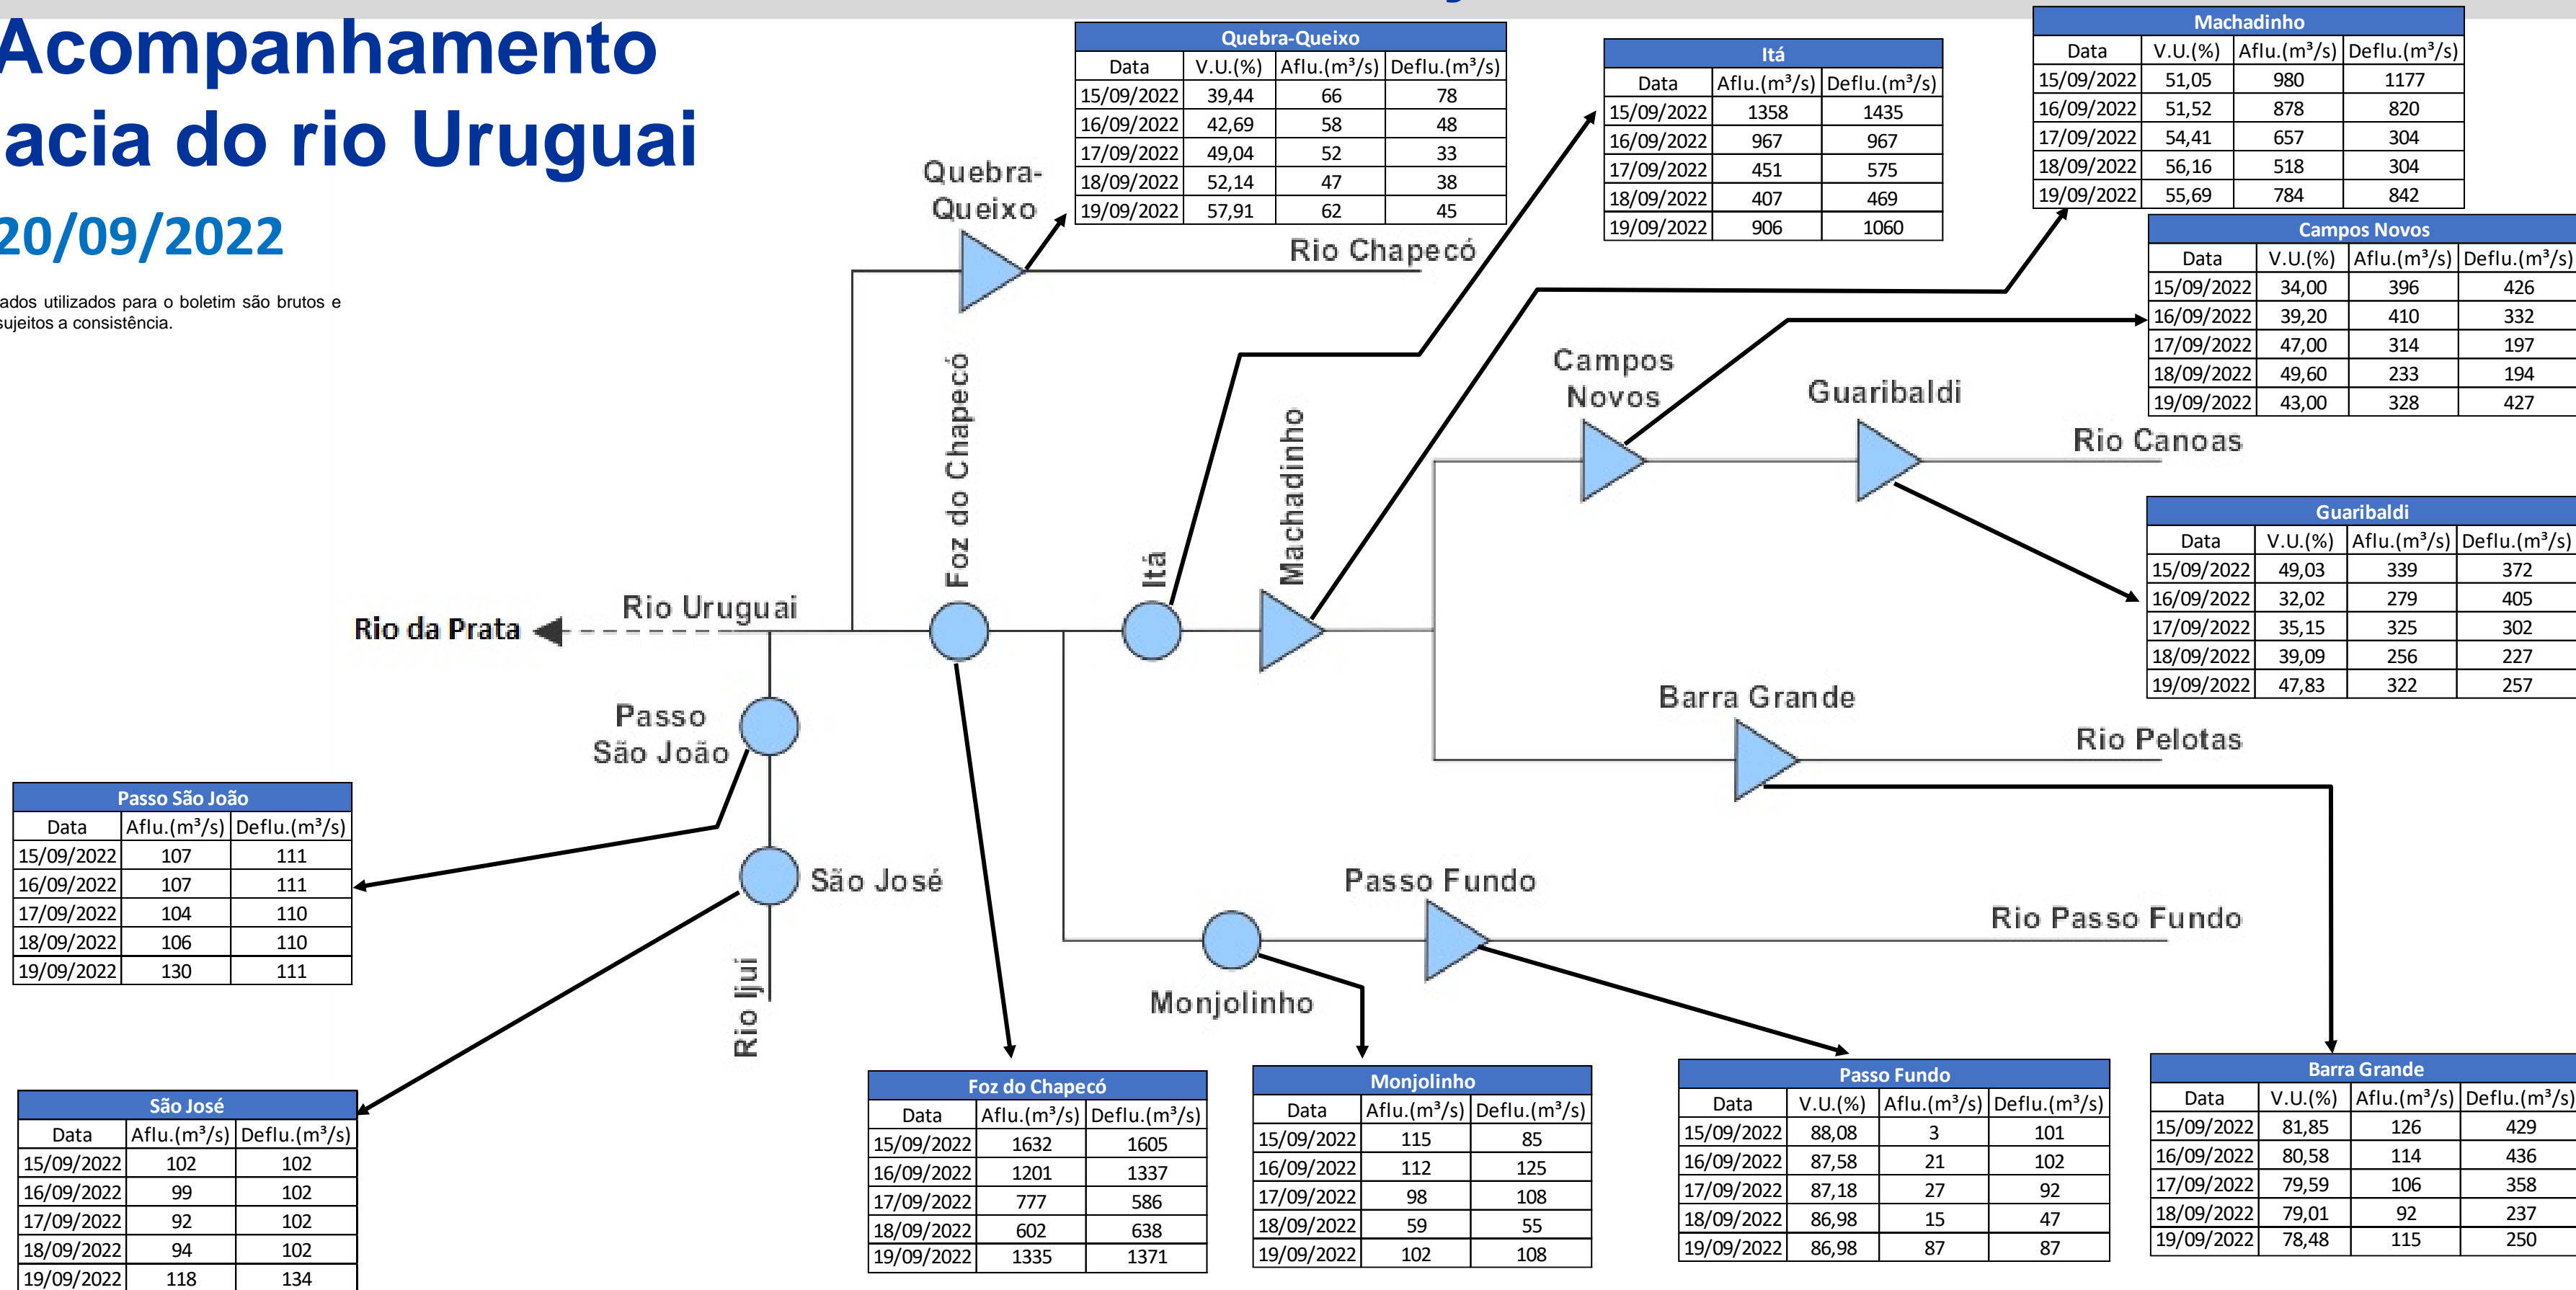 Acompanhamento
acia do rio Uruguai
20/09/2022
ados utilizados para o boletim são brutos e
sujeitos a consistência.
Quebra-Queixo
Data V.U.(%) Aflu.(m³/s) Deflu.(m³/s)
15/09/2022 39,44 66 78
16/09/2022 42,69 58 48
17/09/2022 49,04 52 33
18/09/2022 52,14 47 38
19/09/2022 57,91 62 45
Itá
Data Aflu.(m³/s) Deflu.(m³/s)
15/09/2022 1358 1435
16/09/2022 967 967
17/09/2022 451 575
18/09/2022 407 469
19/09/2022 906 1060
Machadinho
Data V.U.(%) Aflu.(m³/s) Deflu.(m³/s)
15/09/2022 51,05 980 1177
16/09/2022 51,52 878 820
17/09/2022 54,41 657 304
18/09/2022 56,16 518 304
19/09/2022 55,69 784 842
Campos Novos
Data V.U.(%) Aflu.(m³/s) Deflu.(m³/s)
15/09/2022 34,00 396 426
16/09/2022 39,20 410 332
17/09/2022 47,00 314 197
18/09/2022 49,60 233 194
19/09/2022 43,00 328 427
Guaribaldi
Data V.U.(%) Aflu.(m³/s) Deflu.(m³/s)
15/09/2022 49,03 339 372
16/09/2022 32,02 279 405
17/09/2022 35,15 325 302
18/09/2022 39,09 256 227
19/09/2022 47,83 322 257
Quebra-
Queixo
Rio Chapecó
Foz do Chapecó
Itá
Machadinho
Campos
Novos
Guaribaldi
Rio Canoas
Rio da Prata
Rio Uruguai
Passo
São João
Barra Grande
Rio Pelotas
São José
Passo Fundo
Rio Passo Fundo
Monjolinho
Rio Ijuí
Passo São João
Data Aflu.(m³/s) Deflu.(m³/s)
15/09/2022 107 111
16/09/2022 107 111
17/09/2022 104 110
18/09/2022 106 110
19/09/2022 130 111
São José
Data Aflu.(m³/s) Deflu.(m³/s)
15/09/2022 102 102
16/09/2022 99 102
17/09/2022 92 102
18/09/2022 94 102
19/09/2022 118 134
Foz do Chapecó
Data Aflu.(m³/s) Deflu.(m³/s)
15/09/2022 1632 1605
16/09/2022 1201 1337
17/09/2022 777 586
18/09/2022 602 638
19/09/2022 1335 1371
Monjolinho
Data Aflu.(m³/s) Deflu.(m³/s)
15/09/2022 115 85
16/09/2022 112 125
17/09/2022 98 108
18/09/2022 59 55
19/09/2022 102 108
Passo Fundo
Data V.U.(%) Aflu.(m³/s) Deflu.(m³/s)
15/09/2022 88,08 3 101
16/09/2022 87,58 21 102
17/09/2022 87,18 27 92
18/09/2022 86,98 15 47
19/09/2022 86,98 87 87
Barra Grande
Data V.U.(%) Aflu.(m³/s) Deflu.(m³/s)
15/09/2022 81,85 126 429
16/09/2022 80,58 114 436
17/09/2022 79,59 106 358
18/09/2022 79,01 92 237
19/09/2022 78,48 115 250